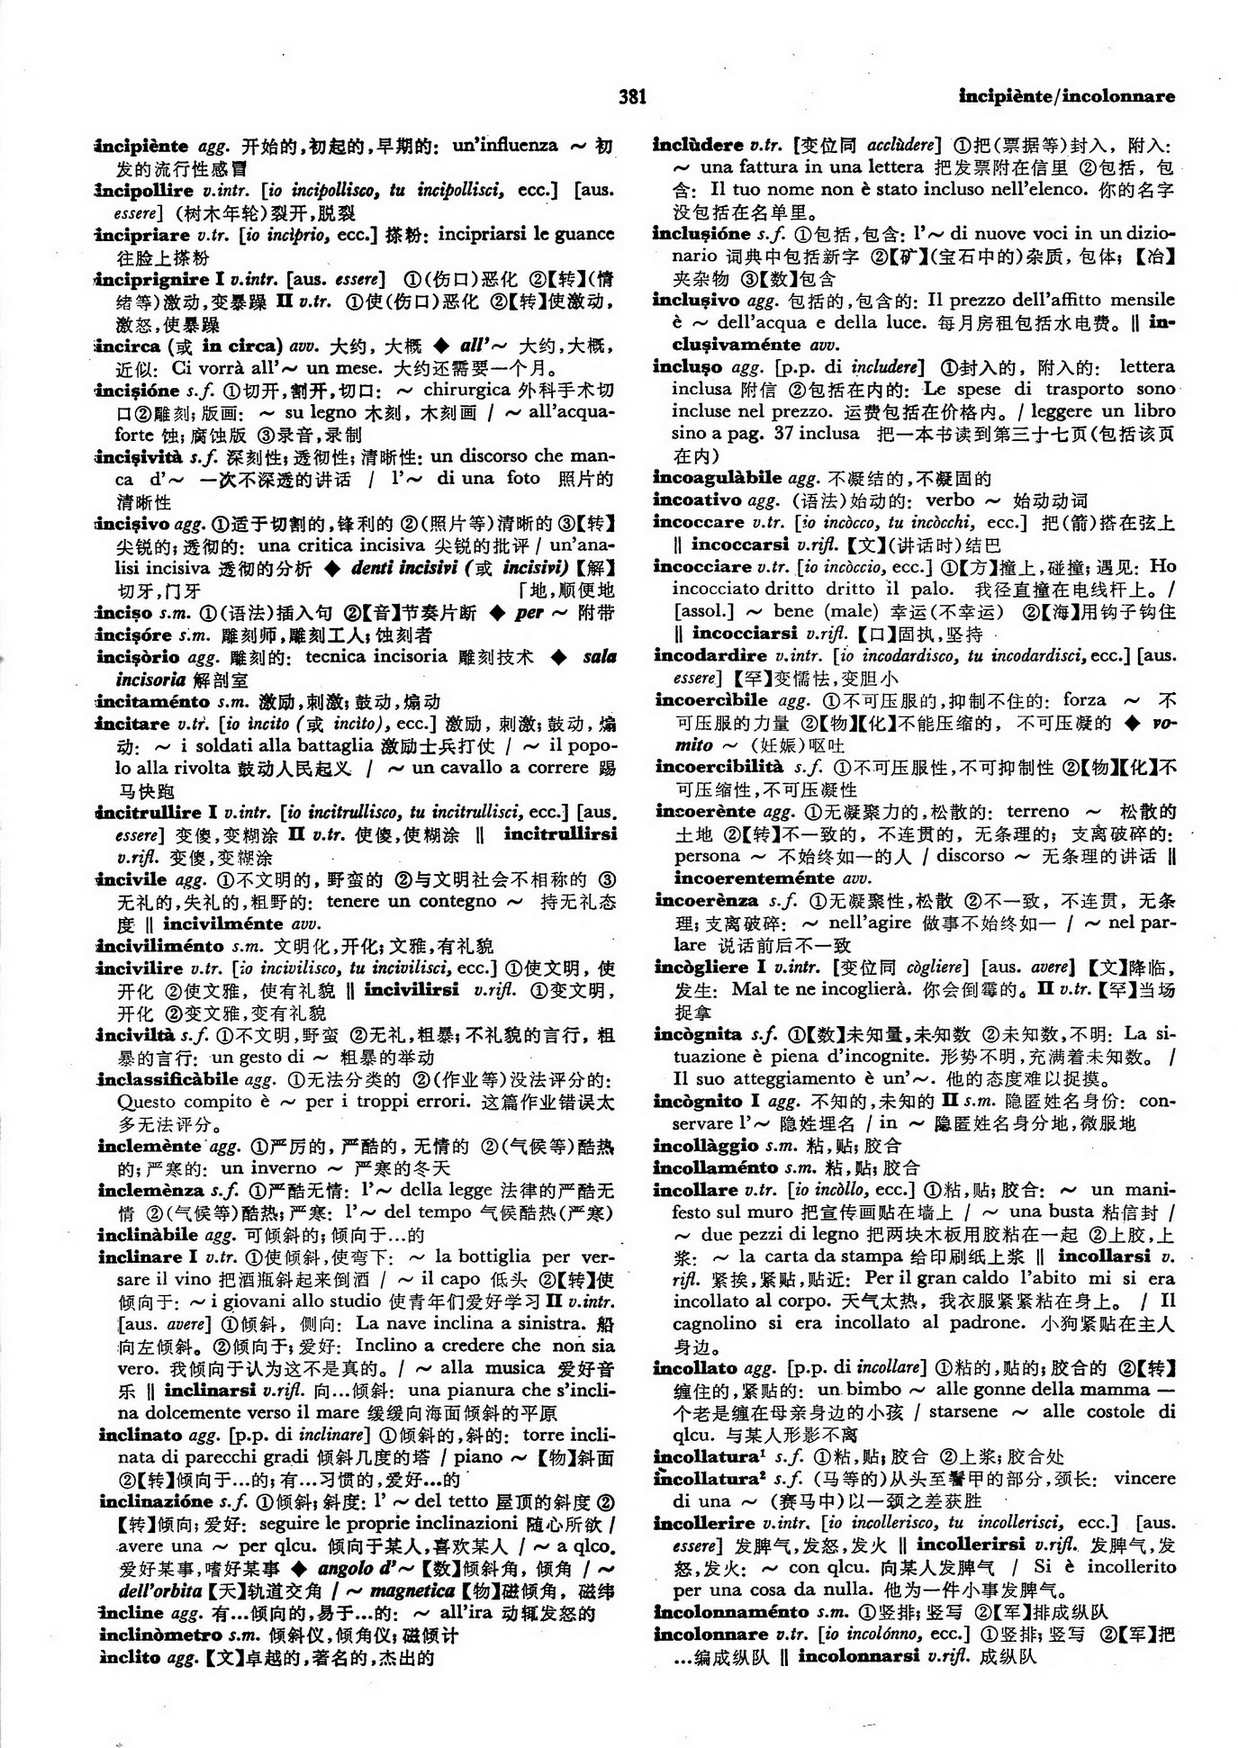 381
incipiènte/incolonnare
incipiènte agg. 开始的,初起的,早期的: un'influenza ~ 初
发的流行性感冒
incipollire v.intr. [io incipollisco, tu incipollisci, ecc.] [aus.
essere] (树木年轮)裂开,脱裂
incipriare v.tr. [io inciprio, ecc.] 搽粉: incipriarsi le guance
往脸上搽粉
inciprignire I v.intr. [aus. essere] ①(伤口)恶化 ②【转】(情
绪等)激动,变暴躁 II v.tr. ①使(伤口)恶化 ②【转】使激动,
激怒,使暴躁
incirca (或 in circa) avv. 大约, 大概 ◆ all'~ 大约,大概,
近似: Ci vorrà all'~ un mese. 大约还需要一个月。
incisióne s.f. ①切开,割开,切口: ~ chirurgica 外科手术切
口②雕刻;版画: ~ su legno 木刻, 木刻画 / ~ all'acqua-
forte 蚀;腐蚀版 ③录音,录制
incisività s.f. 深刻性;透彻性;清晰性: un discorso che man-
ca d'~ 一次不深透的讲话 / l'~ di una foto 照片的
清晰性
incisivo agg. ①适于切割的,锋利的 ②(照片等)清晰的 ③【转】
尖锐的;透彻的: una critica incisiva 尖锐的批评 / un'ana-
lisi incisiva 透彻的分析 ◆ denti incisivi (或 incisivi)【解】
切牙,门牙 「地,顺便地
inciso s.m. ①(语法)插入句 ②【音】节奏片断 ◆ per ~ 附带
incisóre s.m. 雕刻师,雕刻工人;蚀刻者
incisòrio agg. 雕刻的: tecnica incisoria 雕刻技术 ◆ sala
incisoria 解剖室
incitaménto s.m. 激励,刺激;鼓动,煽动
incitare v.tr. [io incito (或 incìto), ecc.] 激励, 刺激;鼓动,煽
动: ~ i soldati alla battaglia 激励士兵打仗 / ~ il popo-
lo alla rivolta 鼓动人民起义 / ~ un cavallo a correre 踢
马快跑
incitrullire I v.intr. [io incitrullisco, tu incitrullisci, ecc.] [aus.
essere] 变傻,变糊涂 II v.tr. 使傻,使糊涂 ‖ incitrullirsi
v.rifl. 变傻,变糊涂
incivile agg. ①不文明的, 野蛮的 ②与文明社会不相称的 ③
无礼的,失礼的,粗野的: tenere un contegno ~ 持无礼态
度 ‖ incivilménte avv.
inciviliménto s.m. 文明化,开化;文雅,有礼貌
incivilire v.tr. [io incivilisco, tu incivilisci, ecc.] ①使文明, 使
开化 ②使文雅, 使有礼貌 ‖ incivilirsi v.rifl. ①变文明,
开化 ②变文雅,变有礼貌
inciviltà s.f. ①不文明,野蛮 ②无礼,粗暴;不礼貌的言行, 粗
暴的言行: un gesto di ~ 粗暴的举动
inclassificàbile agg. ①无法分类的 ②(作业等)没法评分的:
Questo compito è ~ per i troppi errori. 这篇作业错误太
多无法评分。
inclemènte agg. ①严厉的, 严酷的, 无情的 ②(气候等)酷热
的;严寒的: un inverno ~ 严寒的冬天
inclemènza s.f. ①严酷无情: l'~ della legge 法律的严酷无
情 ②(气候等)酷热;严寒: l'~ del tempo 气候酷热(严寒)
inclinàbile agg. 可倾斜的;倾向于...的
inclinare I v.tr. ①使倾斜,使弯下: ~ la bottiglia per ver-
sare il vino 把酒瓶斜起来倒酒 / ~ il capo 低头 ②【转】使
倾向于: ~ i giovani allo studio 使青年们爱好学习 II v.intr.
[aus. avere] ①倾斜, 侧向: La nave inclina a sinistra. 船
向左倾斜。 ②倾向于;爱好: Inclino a credere che non sia
vero. 我倾向于认为这不是真的。 / ~ alla musica 爱好音
乐 ‖ inclinarsi v.rifl. 向...倾斜: una pianura che s'incli-
na dolcemente verso il mare 缓缓向海面倾斜的平原
inclinato agg. [p.p. di inclinare] ①倾斜的,斜的: torre incli-
nata di parecchi gradi 倾斜几度的塔 / piano ~ 【物】斜面
②【转】倾向于...的;有...习惯的,爱好...的
inclinazióne s.f. ①倾斜;斜度: l' ~ del tetto 屋顶的斜度 ②
【转】倾向;爱好: seguire le proprie inclinazioni 随心所欲 /
avere una ~ per qlcu. 倾向于某人,喜欢某人 / ~ a qlco.
爱好某事,嗜好某事 ◆ angolo d'~【数】倾斜角, 倾角 / ~
dell'orbita【天】轨道交角 / ~ magnetica【物】磁倾角, 磁纬
incline agg. 有...倾向的,易于...的: ~ all'ira 动辄发怒的
inclinòmetro s.m. 倾斜仪,倾角仪;磁倾计
ìnclito agg.【文】卓越的,著名的,杰出的
inclùdere v.tr. [变位同 acclùdere] ①把(票据等)封入, 附入:
~ una fattura in una lettera 把发票附在信里 ②包括, 包
含: Il tuo nome non è stato incluso nell'elenco. 你的名字
没包括在名单里。
inclusióne s.f. ①包括,包含: l'~ di nuove voci in un dizio-
nario 词典中包括新字 ②【矿】(宝石中的)杂质, 包体; 【冶】
夹杂物 ③【数】包含
inclusivo agg. 包括的,包含的: Il prezzo dell'affitto mensile
è ~ dell'acqua e della luce. 每月房租包括水电费。‖ in-
clusivaménte avv.
incluso agg. [p.p. di includere] ①封入的, 附入的: lettera
inclusa 附信 ②包括在内的: Le spese di trasporto sono
incluse nel prezzo. 运费包括在价格内。/ leggere un libro
sino a pag. 37 inclusa 把一本书读到第三十七页(包括该页
在内)
incoagulàbile agg. 不凝结的,不凝固的
incoativo agg. (语法)始动的: verbo ~ 始动动词
incoccare v.tr. [io incòcco, tu incòcchi, ecc.] 把(箭)搭在弦上
‖ incoccarsi v.rifl.【文】(讲话时)结巴
incocciare v.tr. [io incòccio, ecc.] ①【方】撞上,碰撞;遇见: Ho
incocciato dritto dritto il palo. 我径直撞在电线杆上。/
[assol.] ~ bene (male) 幸运(不幸运) ②【海】用钩子钩住
‖ incocciarsi v.rifl.【口】固执,坚持
incodardire v.intr. [io incodardisco, tu incodardisci, ecc.] [aus.
essere]【罕】变懦怯,变胆小
incoercìbile agg. ①不可压服的,抑制不住的: forza ~ 不
可压服的力量 ②【物】【化】不能压缩的, 不可压凝的 ◆ vo-
mito ~ (妊娠)呕吐
incoercibilità s.f. ①不可压服性,不可抑制性 ②【物】【化】不
可压缩性,不可压凝性
incoerènte agg. ①无凝聚力的,松散的: terreno ~ 松散的
土地 ②【转】不一致的, 不连贯的, 无条理的; 支离破碎的:
persona ~ 不始终如一的人 / discorso ~ 无条理的讲话 ‖
incoerenteménte avv.
incoerènza s.f. ①无凝聚性,松散 ②不一致, 不连贯, 无条
理;支离破碎: ~ nell'agire 做事不始终如一 / ~ nel par-
lare 说话前后不一致
incògliere I v.intr. [变位同 cògliere] [aus. avere]【文】降临,
发生: Mal te ne incoglierà. 你会倒霉的。II v.tr.【罕】当场
捉拿
incògnita s.f. ①【数】未知量,未知数 ②未知数,不明: La si-
tuazione è piena d'incognite. 形势不明,充满着未知数。 /
Il suo atteggiamento è un'~. 他的态度难以捉摸。
incògnito I agg. 不知的,未知的 II s.m. 隐匿姓名身份: con-
servare l'~ 隐姓埋名 / in ~ 隐匿姓名身分地,微服地
incollàggio s.m. 粘,贴;胶合
incollaménto s.m. 粘,贴;胶合
incollare v.tr. [io incòllo, ecc.] ①粘,贴;胶合: ~ un mani-
festo sul muro 把宣传画贴在墙上 / ~ una busta 粘信封 /
~ due pezzi di legno 把两块木板用胶粘在一起 ②上胶,上
浆: ~ la carta da stampa 给印刷纸上浆 ‖ incollarsi v.
rifl. 紧挨,紧贴,贴近: Per il gran caldo l'abito mi si era
incollato al corpo. 天气太热, 我衣服紧紧粘在身上。 / Il
cagnolino si era incollato al padrone. 小狗紧贴在主人
身边。
incollato agg. [p.p. di incollare] ①粘的,贴的;胶合的 ②【转】
缠住的,紧贴的: un bimbo ~ alle gonne della mamma 一
个老是缠在母亲身边的小孩 / starsene ~ alle costole di
qlcu. 与某人形影不离
incollatura¹ s.f. ①粘,贴;胶合 ②上浆;胶合处
incollatura² s.f. (马等的)从头至鬐甲的部分,颈长: vincere
di una ~ (赛马中)以一颈之差获胜
incollerire v.intr. [io incollerisco, tu incollerisci, ecc.] [aus.
essere] 发脾气,发怒,发火 ‖ incollerirsi v.rifl. 发脾气,发
怒,发火: ~ con qlcu. 向某人发脾气 / Si è incollerito
per una cosa da nulla. 他为一件小事发脾气。
incolonnaménto s.m. ①竖排;竖写 ②【军】排成纵队
incolonnare v.tr. [io incolónno, ecc.] ①竖排;竖写 ②【军】把
...编成纵队 ‖ incolonnarsi v.rifl. 成纵队